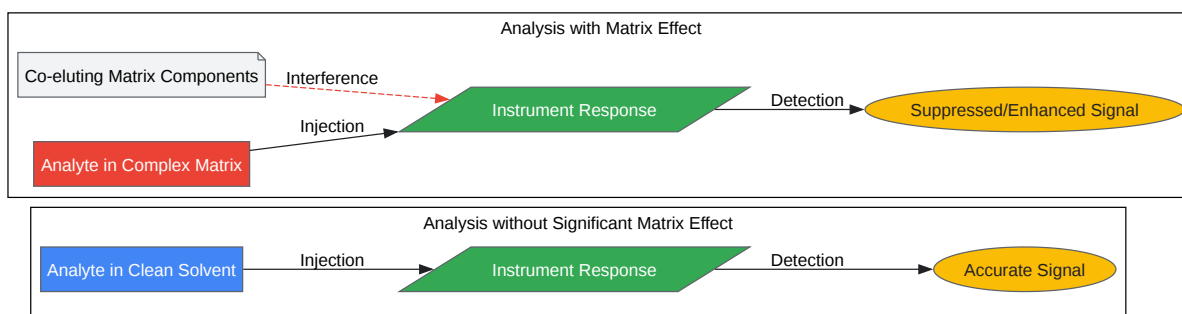 Analysis with Matrix Effect
Co-eluting Matrix Components
Interference
Instrument Response
Detection
Suppressed/Enhanced Signal
Injection
Analyte in Complex Matrix
Analysis without Significant Matrix Effect
Analyte in Clean Solvent
Injection
Instrument Response
Detection
Accurate Signal